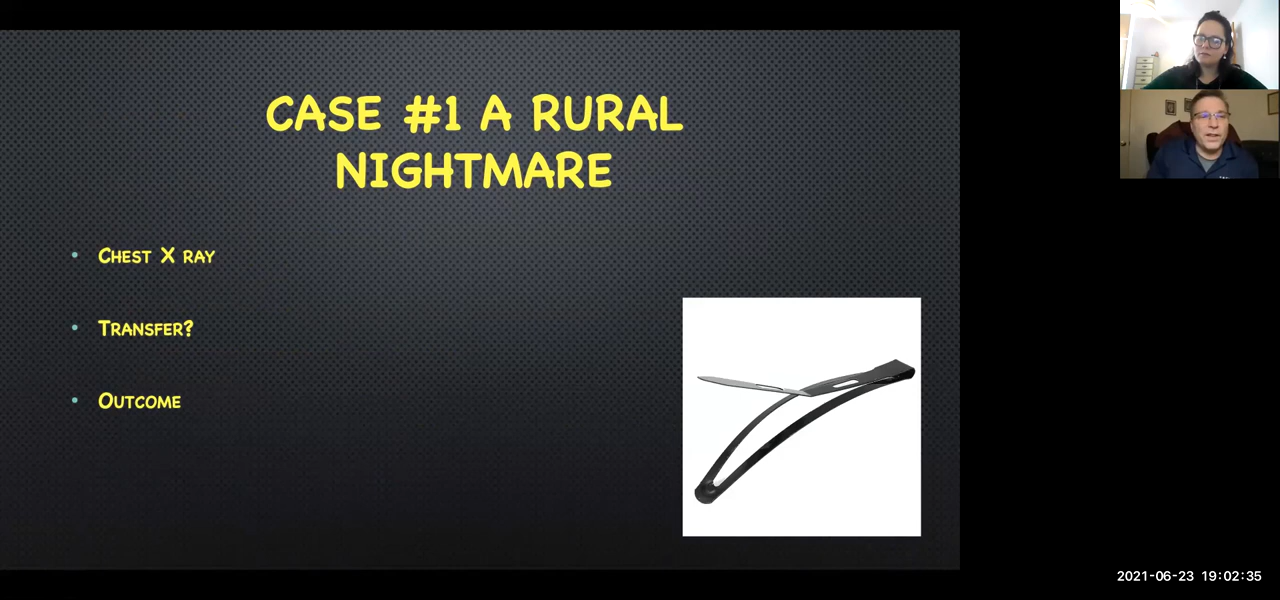 CASE #1 A RURAL
NIGHTMARE
Chest X ray
Transfer?
Outcome
2021-06-23 19:02:35